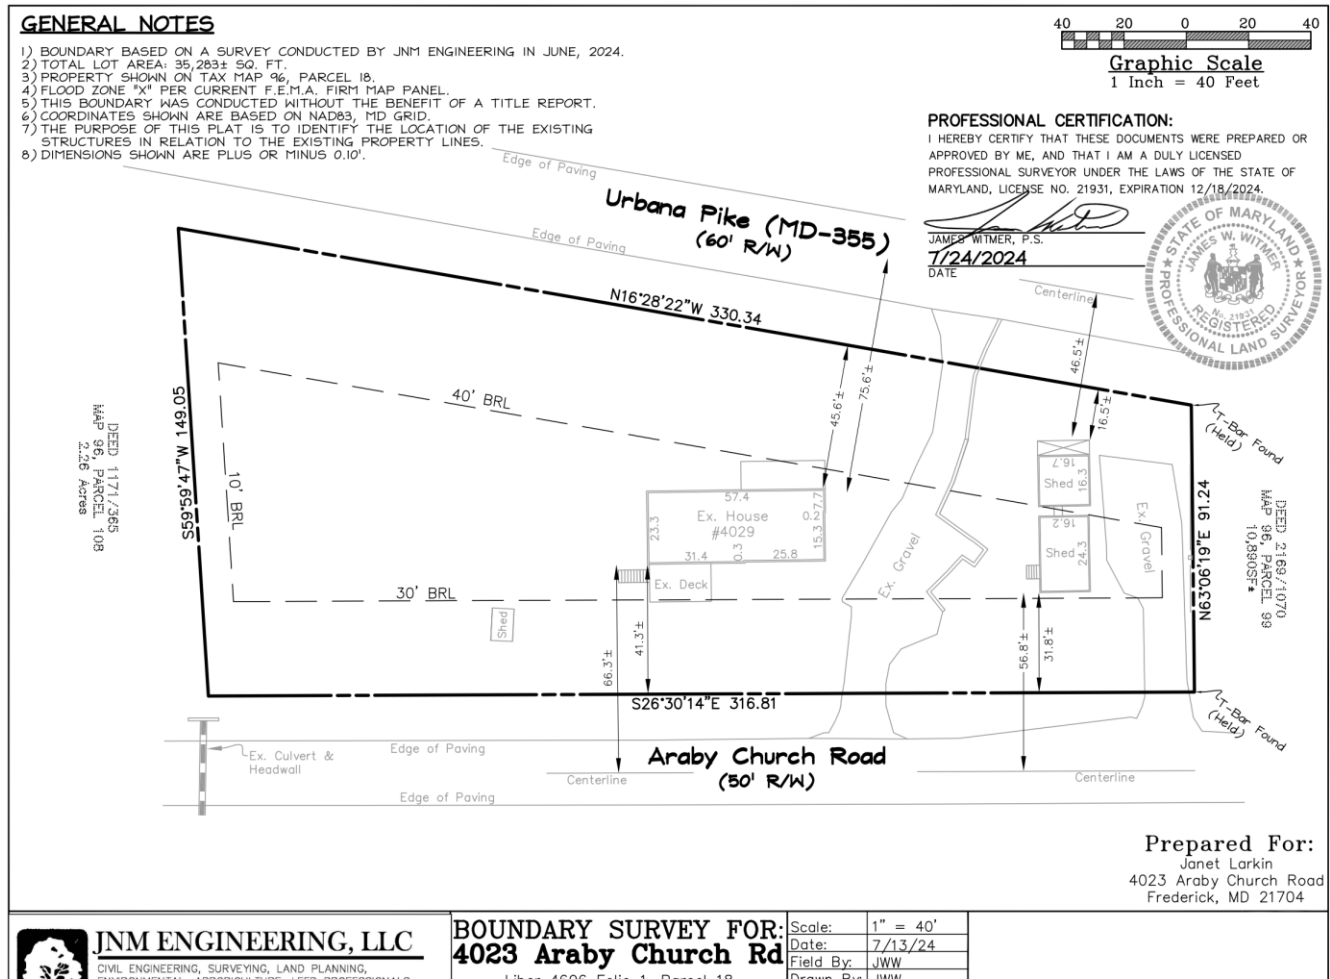 GENERAL NOTES
1) BOUNDARY BASED ON A SURVEY CONDUCTED BY JNM ENGINEERING IN JUNE, 2024.
2) TOTAL LOT AREA: 35,283± SQ. FT.
3) PROPERTY SHOWN ON TAX MAP 96, PARCEL 18.
4) FLOOD ZONE "X" PER CURRENT F.E.M.A. FIRM MAP PANEL.
5) THIS BOUNDARY WAS CONDUCTED WITHOUT THE BENEFIT OF A TITLE REPORT.
6) COORDINATES SHOWN ARE BASED ON NAD83, MD GRID.
7) THE PURPOSE OF THIS PLAT IS TO IDENTIFY THE LOCATION OF THE EXISTING
STRUCTURES IN RELATION TO THE EXISTING PROPERTY LINES.
8) DIMENSIONS SHOWN ARE PLUS OR MINUS 0.10'.
40 20 0 20 40
Graphic Scale
1 Inch = 40 Feet
PROFESSIONAL CERTIFICATION:
I HEREBY CERTIFY THAT THESE DOCUMENTS WERE PREPARED OR
APPROVED BY ME, AND THAT I AM A DULY LICENSED
PROFESSIONAL SURVEYOR UNDER THE LAWS OF THE STATE OF
MARYLAND, LICENSE NO. 21931, EXPIRATION 12/18/2024.
JAMES WITMER, P.S.
7/24/2024
DATE
STATE OF MARYLAND
JAMES W. WITMER
No. 21931
REGISTERED
PROFESSIONAL LAND SURVEYOR
Edge of Paving
Urbana Pike (MD-355)
(60' R/W)
Edge of Paving
Centerline
N16°28'22"W 330.34
46.5'±
75.6'±
45.6'±
16.5'±
T-Bar Found
(Held)
40' BRL
S59°59'47"W 149.05
DEED 1171/365
MAP 96, PARCEL 108
2.26 Acres
10' BRL
57.4
7.7
23.3
Ex. House
#4029
0.2
15.3
31.4
0.3
25.8
Ex. Deck
16.7
Shed
16.3
16.2
Shed
24.3
Ex. Gravel
Ex. Gravel
N63°06'19"E 91.24
DEED 2169/1070
MAP 96, PARCEL 99
10,890SF±
30' BRL
Shed
66.3'±
41.3'±
56.8'±
31.8'±
S26°30'14"E 316.81
T-Bar Found
(Held)
Ex. Culvert &
Headwall
Edge of Paving
Araby Church Road
(50' R/W)
Centerline
Centerline
Edge of Paving
Prepared For:
Janet Larkin
4023 Araby Church Road
Frederick, MD 21704
JNM ENGINEERING, LLC
CIVIL ENGINEERING, SURVEYING, LAND PLANNING,
BOUNDARY SURVEY FOR:
4023 Araby Church Rd
Scale: 1" = 40'
Date: 7/13/24
Field By: JWW
Drawn By: JWW